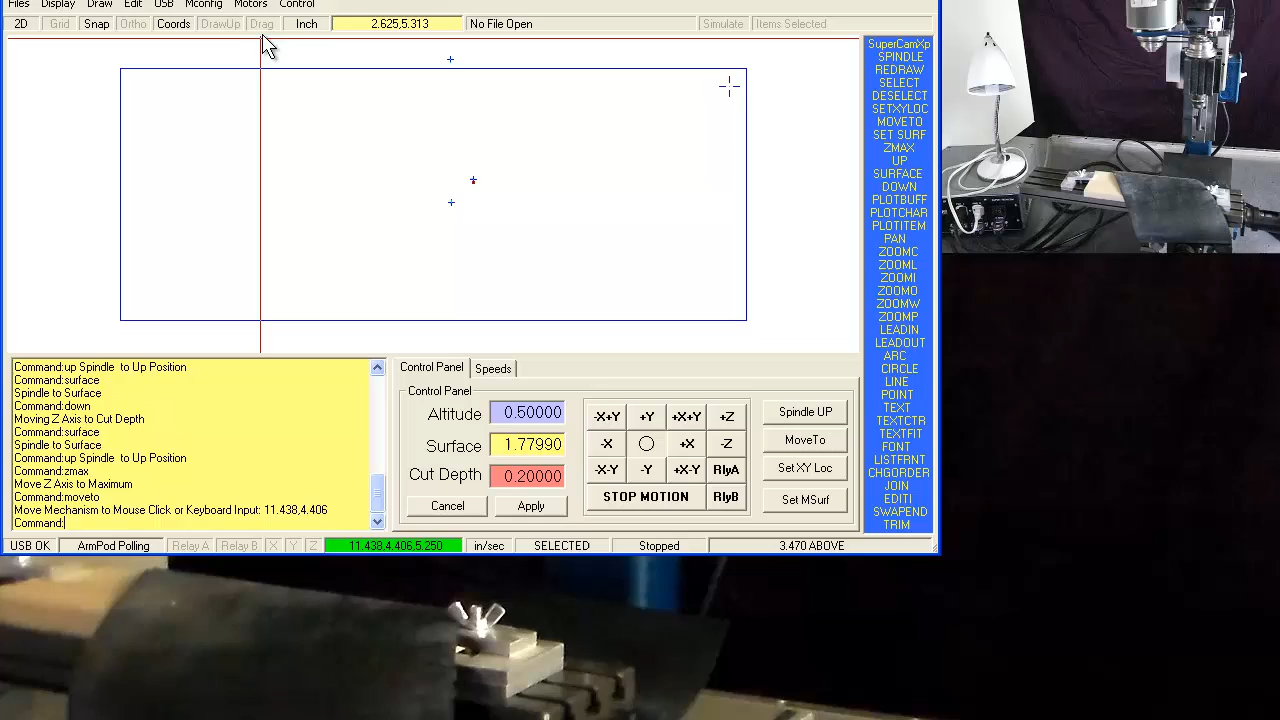 Files Display Draw Edit USB Mconfig Motors Control
2D Grid Snap Ortho Coords DrawUp Drag Inch 2.625,5.313 No File Open Simulate Items Selected
SuperCamXp
SPINDLE
REDRAW
SELECT
DESELECT
SETXYLOC
MOVETO
SET SURF
ZMAX
UP
SURFACE
DOWN
PLOTBUFF
PLOTCHAR
PLOTITEM
PAN
ZOOMC
ZOOML
ZOOMI
ZOOMO
ZOOMW
ZOOMP
LEADIN
LEADOUT
ARC
CIRCLE
LINE
POINT
TEXT
TEXTCTR
TEXTFIT
FONT
LISTFRNT
CHGORDER
JOIN
EDITI
SWAPEND
TRIM
Command:up Spindle to Up Position
Command:surface
Spindle to Surface
Command:down
Moving Z Axis to Cut Depth
Command:surface
Spindle to Surface
Command:up Spindle to Up Position
Command:zmax
Move Z Axis to Maximum
Command:moveto
Move Mechanism to Mouse Click or Keyboard Input: 11.438,4.406
Command:
Control Panel Speeds
Control Panel
Altitude 0.50000
Surface 1.77990
Cut Depth 0.20000
Cancel Apply
-X+Y +Y +X+Y +Z
-X +X -Z
-X-Y -Y +X-Y RlyA
STOP MOTION RlyB
Spindle UP
MoveTo
Set XY Loc
Set MSurf
USB OK ArmPod Polling Relay A Relay B X Y Z 11.438,4.406,5.250 in/sec SELECTED Stopped 3.470 ABOVE